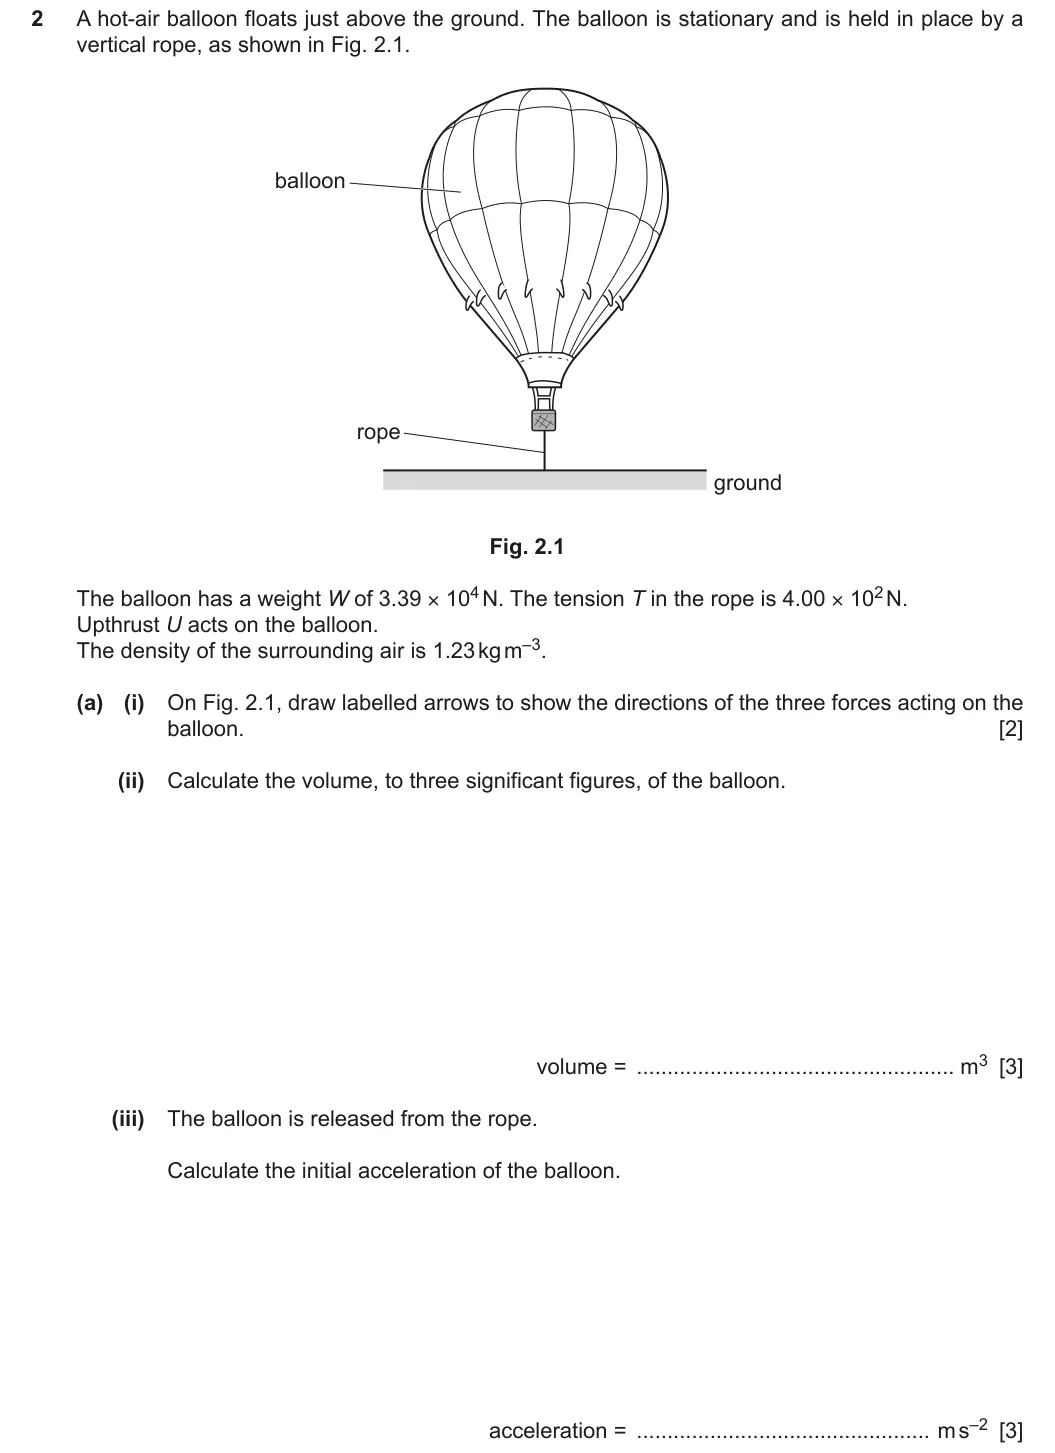 2 A hot-air balloon floats just above the ground. The balloon is stationary and is held in place by a
vertical rope, as shown in Fig. 2.1.
balloon
rope
ground
Fig. 2.1
The balloon has a weight W of 3.39 × 10⁴ N. The tension T in the rope is 4.00 × 10² N.
Upthrust U acts on the balloon.
The density of the surrounding air is 1.23 kg m⁻³.
(a) (i) On Fig. 2.1, draw labelled arrows to show the directions of the three forces acting on the
balloon. [2]
(ii) Calculate the volume, to three significant figures, of the balloon.
volume = .................................................... m³ [3]
(iii) The balloon is released from the rope.
Calculate the initial acceleration of the balloon.
acceleration = ................................................ m s⁻² [3]